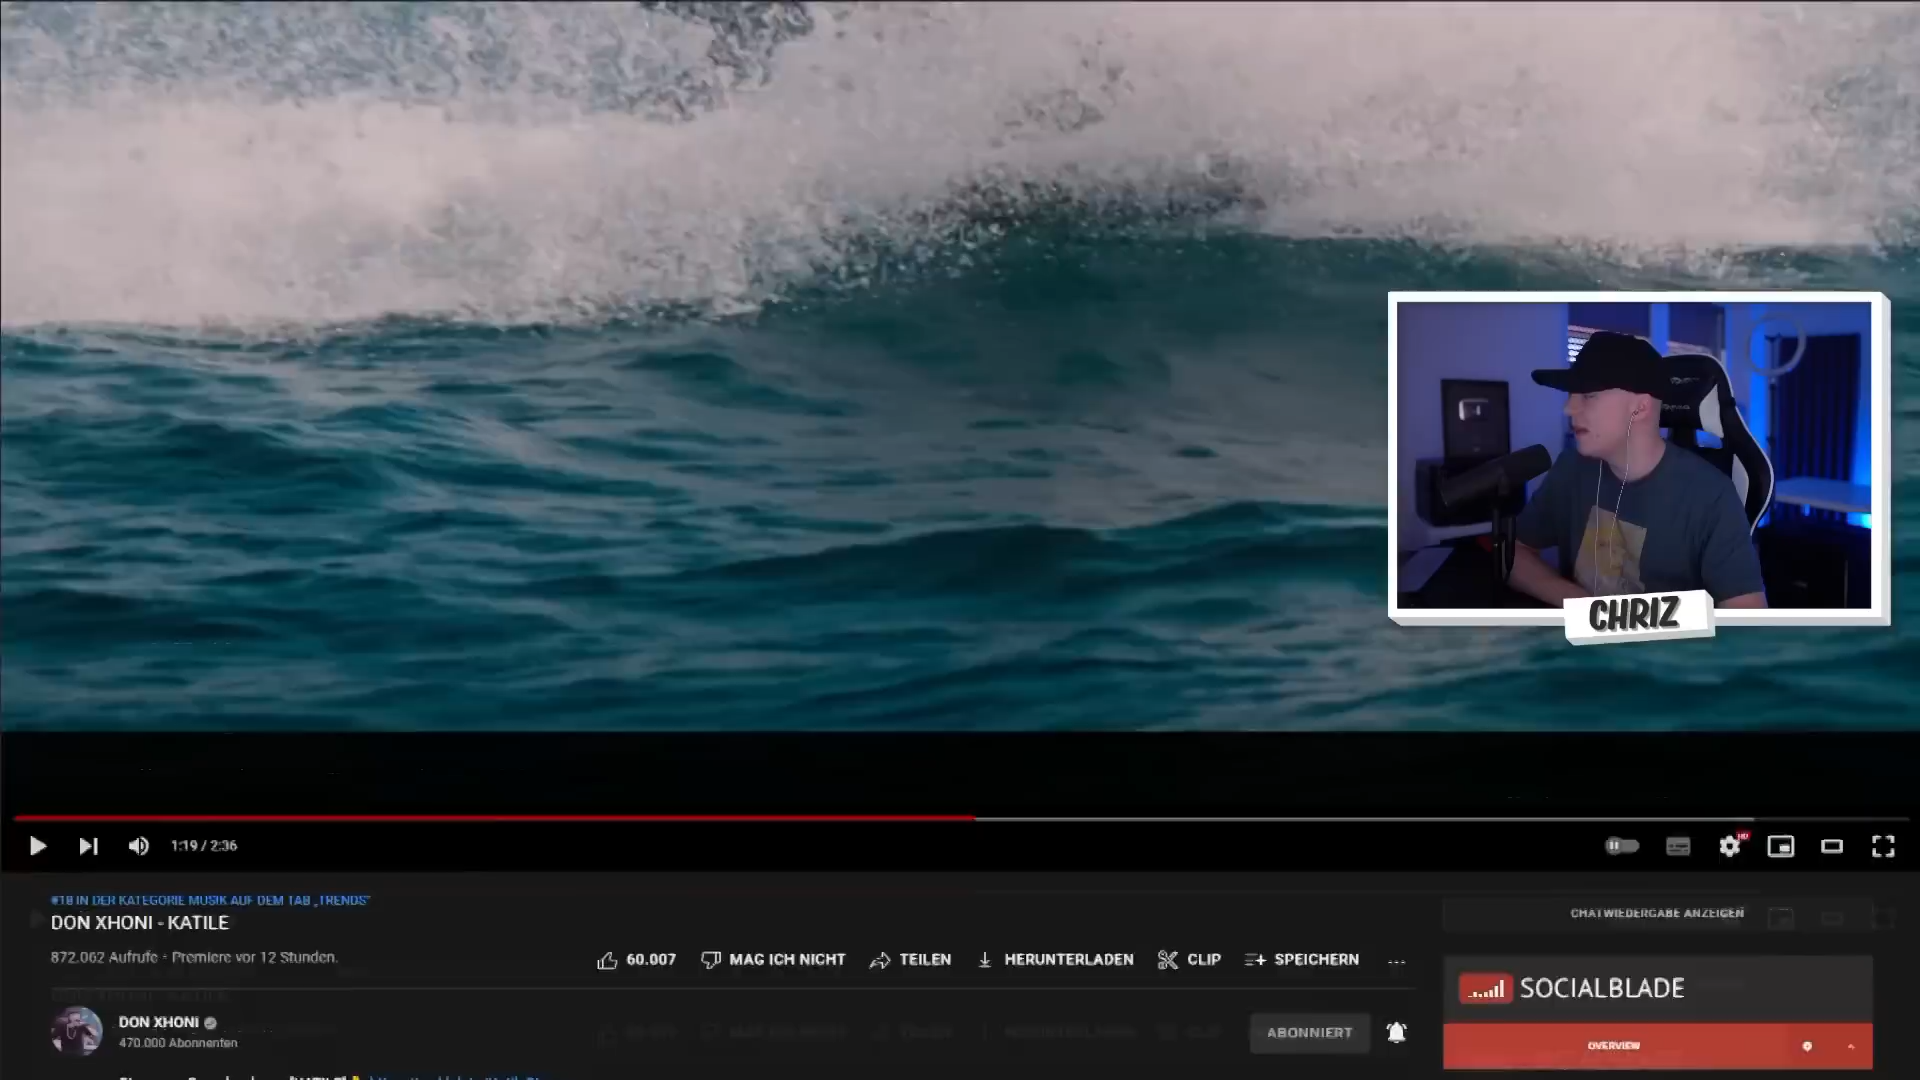 CHRIZ
1:19 / 2:36
HD
#18 IN DER KATEGORIE MUSIK AUF DEM TAB „TRENDS"
DON XHONI - KATILE
872.062 Aufrufe • Premiere vor 12 Stunden.
60.007 MAG ICH NICHT TEILEN HERUNTERLADEN CLIP SPEICHERN ...
CHATWIEDERGABE ANZEIGEN
SOCIALBLADE
DON XHONI
470.000 Abonnenten
ABONNIERT
OVERVIEW